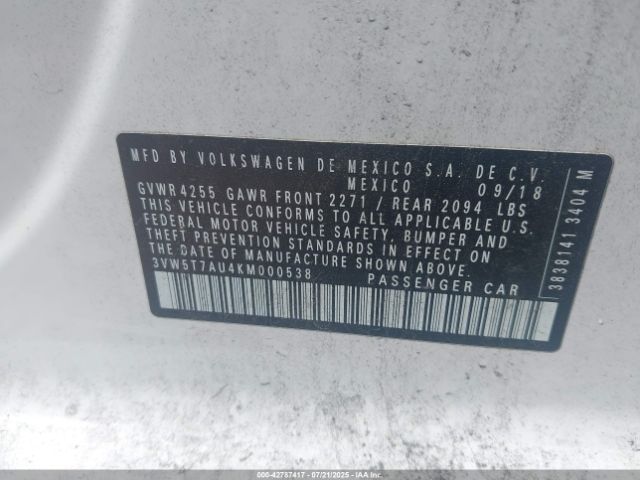 MFD BY VOLKSWAGEN DE MEXICO S.A. DE C.V.
MEXICO 09/18
GVWR 4255 GAWR FRONT 2271 / REAR 2094 LBS
THIS VEHICLE CONFORMS TO ALL APPLICABLE U.S.
FEDERAL MOTOR VEHICLE SAFETY, BUMPER AND
THEFT PREVENTION STANDARDS IN EFFECT ON
THE DATE OF MANUFACTURE SHOWN ABOVE.
3VW5T7AU4KM000538 PASSENGER CAR
3838141 3404 M
000-42787417 - 07/21/2025 - IAAI.COM